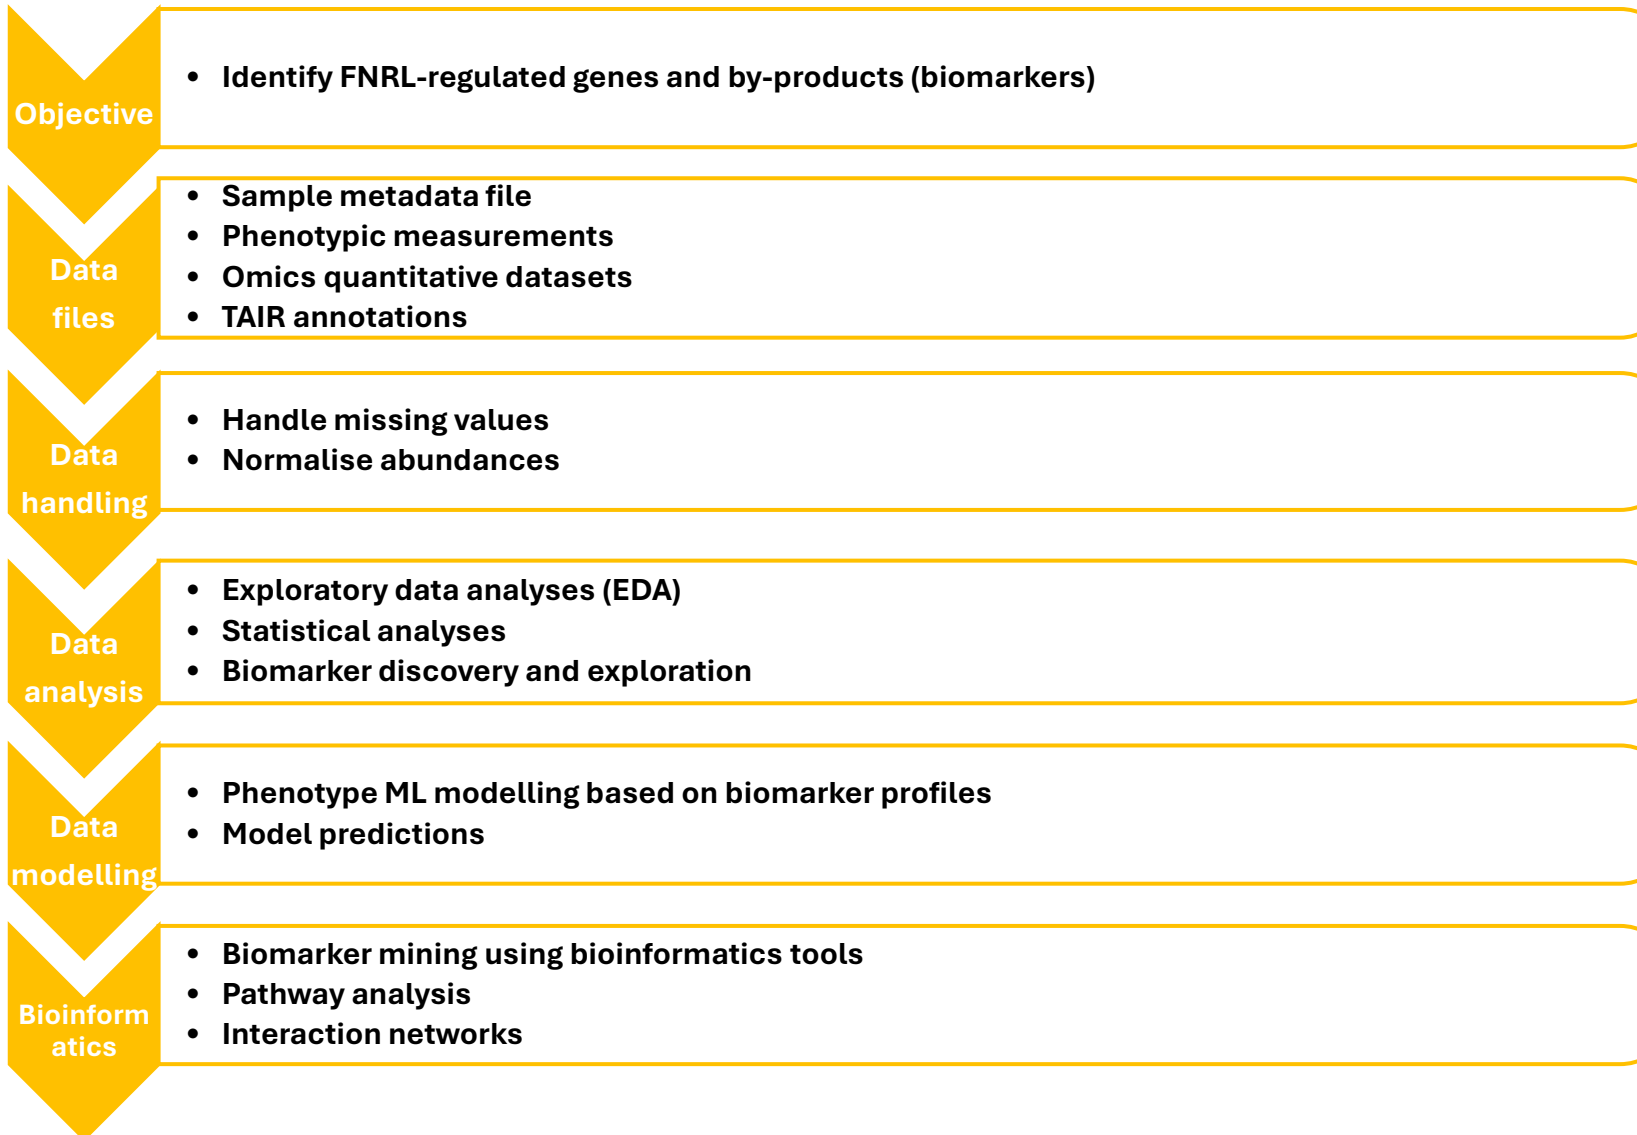 Objective
• Identify FNRL-regulated genes and by-products (biomarkers)
Data
files
• Sample metadata file
• Phenotypic measurements
• Omics quantitative datasets
• TAIR annotations
Data
handling
• Handle missing values
• Normalise abundances
Data
analysis
• Exploratory data analyses (EDA)
• Statistical analyses
• Biomarker discovery and exploration
Data
modelling
• Phenotype ML modelling based on biomarker profiles
• Model predictions
Bioinform
atics
• Biomarker mining using bioinformatics tools
• Pathway analysis
• Interaction networks